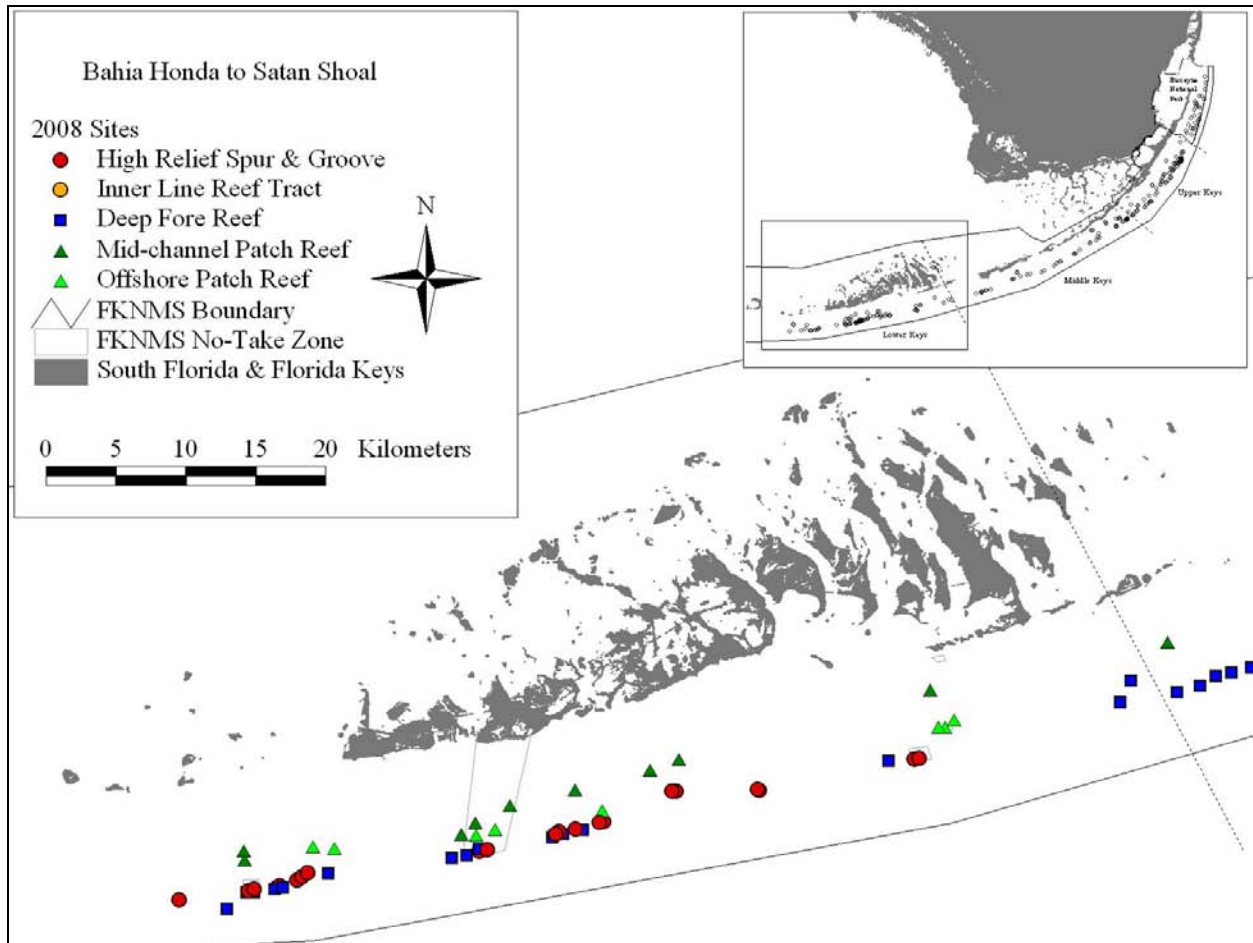 Bahia Honda to Satan Shoal
2008 Sites
High Relief Spur & Groove
Inner Line Reef Tract
Deep Fore Reef
Mid-channel Patch Reef
Offshore Patch Reef
FKNMS Boundary
FKNMS No-Take Zone
South Florida & Florida Keys
N
0 5 10 15 20 Kilometers
Biscayne
National
Park
Upper Keys
Middle Keys
Lower Keys